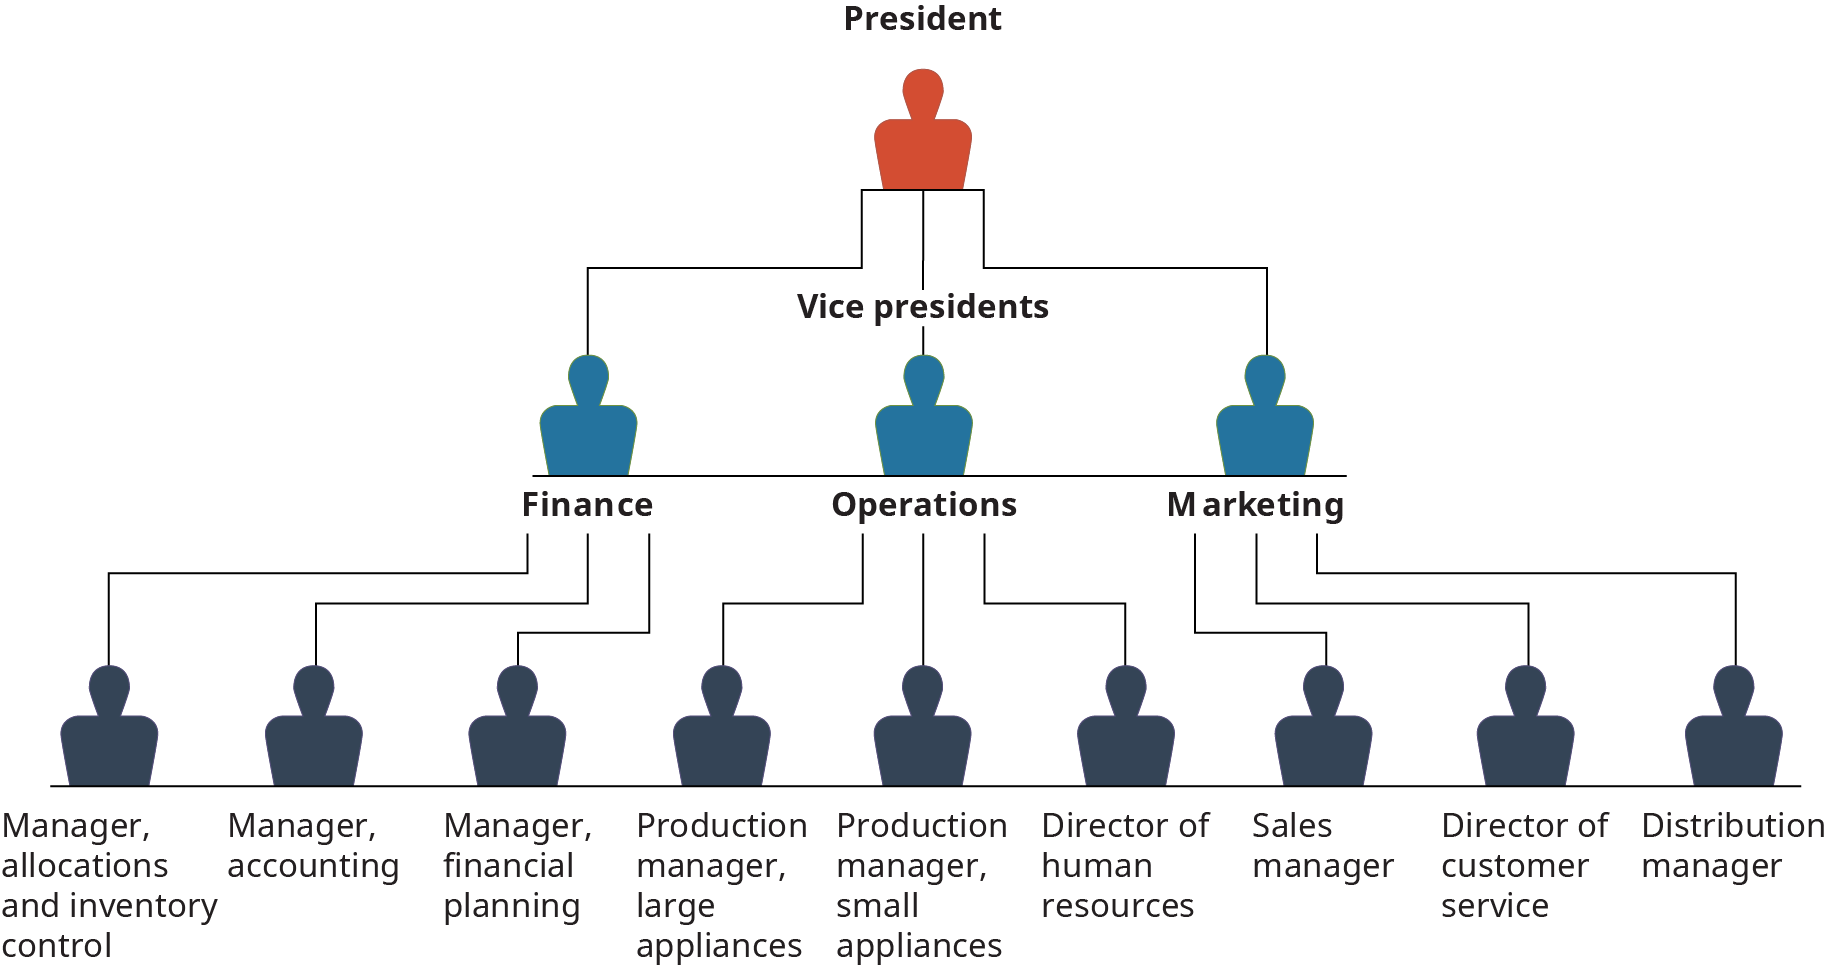 President
Vice presidents
Finance
Operations
Marketing
Manager,
allocations
and inventory
control
Manager,
accounting
Manager,
financial
planning
Production
manager,
large
appliances
Production
manager,
small
appliances
Director of
human
resources
Sales
manager
Director of
customer
service
Distribution
manager